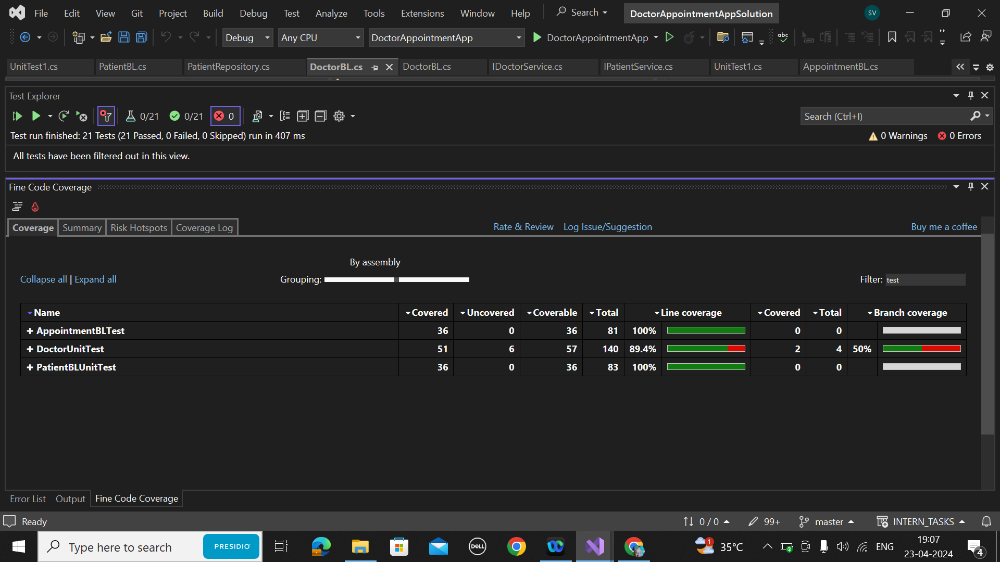 File Edit View Git Project Build Debug Test Analyze Tools Extensions Window Help Search DoctorAppointmentAppSolution SV
Debug Any CPU DoctorAppointmentApp DoctorAppointmentApp abc
UnitTest1.cs PatientBL.cs PatientRepository.cs DoctorBL.cs DoctorBL.cs IDoctorService.cs IPatientService.cs UnitTest1.cs AppointmentBL.cs
Test Explorer
0/21 0/21 0 Search (Ctrl+I)
Test run finished: 21 Tests (21 Passed, 0 Failed, 0 Skipped) run in 407 ms 0 Warnings 0 Errors
All tests have been filtered out in this view.
Fine Code Coverage
Coverage Summary Risk Hotspots Coverage Log Rate & Review Log Issue/Suggestion Buy me a coffee
By assembly
Collapse all | Expand all Grouping: Filter: test
Name Covered Uncovered Coverable Total Line coverage Covered Total Branch coverage
+ AppointmentBLTest 36 0 36 81 100% 0 0
+ DoctorUnitTest 51 6 57 140 89.4% 2 4 50%
+ PatientBLUnitTest 36 0 36 83 100% 0 0
Error List Output Fine Code Coverage
Ready 0 / 0 99+ master INTERN_TASKS
Type here to search PRESIDIO DELL 1 35°C ENG 19:07
23-04-2024 4